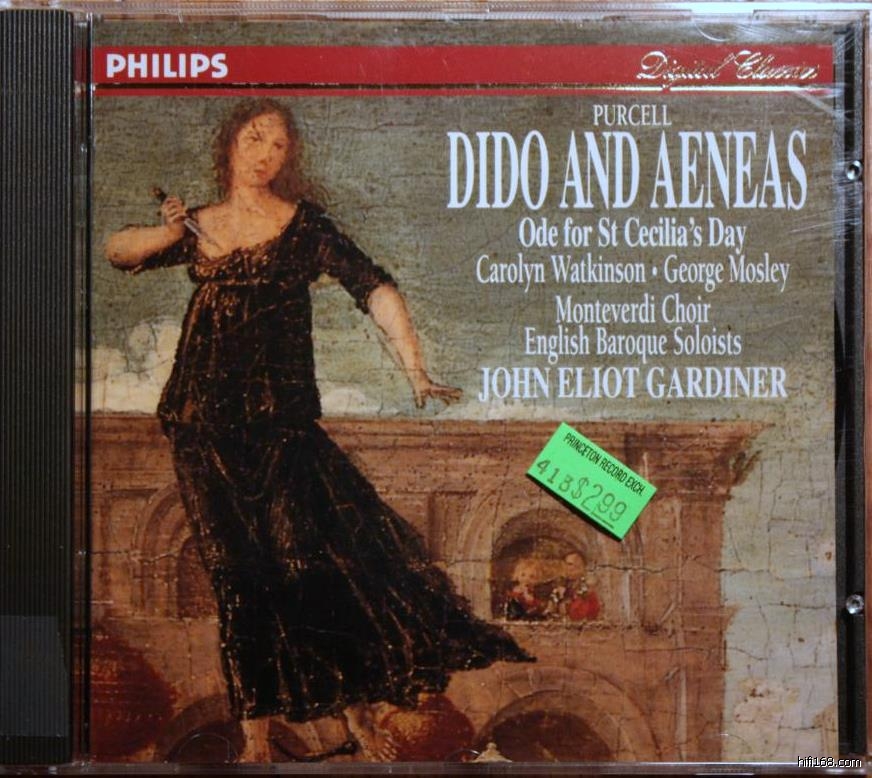 PHILIPS
Digital Classics
PURCELL
DIDO AND AENEAS
Ode for St Cecilia's Day
Carolyn Watkinson • George Mosley
Monteverdi Choir
English Baroque Soloists
JOHN ELIOT GARDINER
PRINCETON RECORD EXCH.
413$2.99
hifi168.com